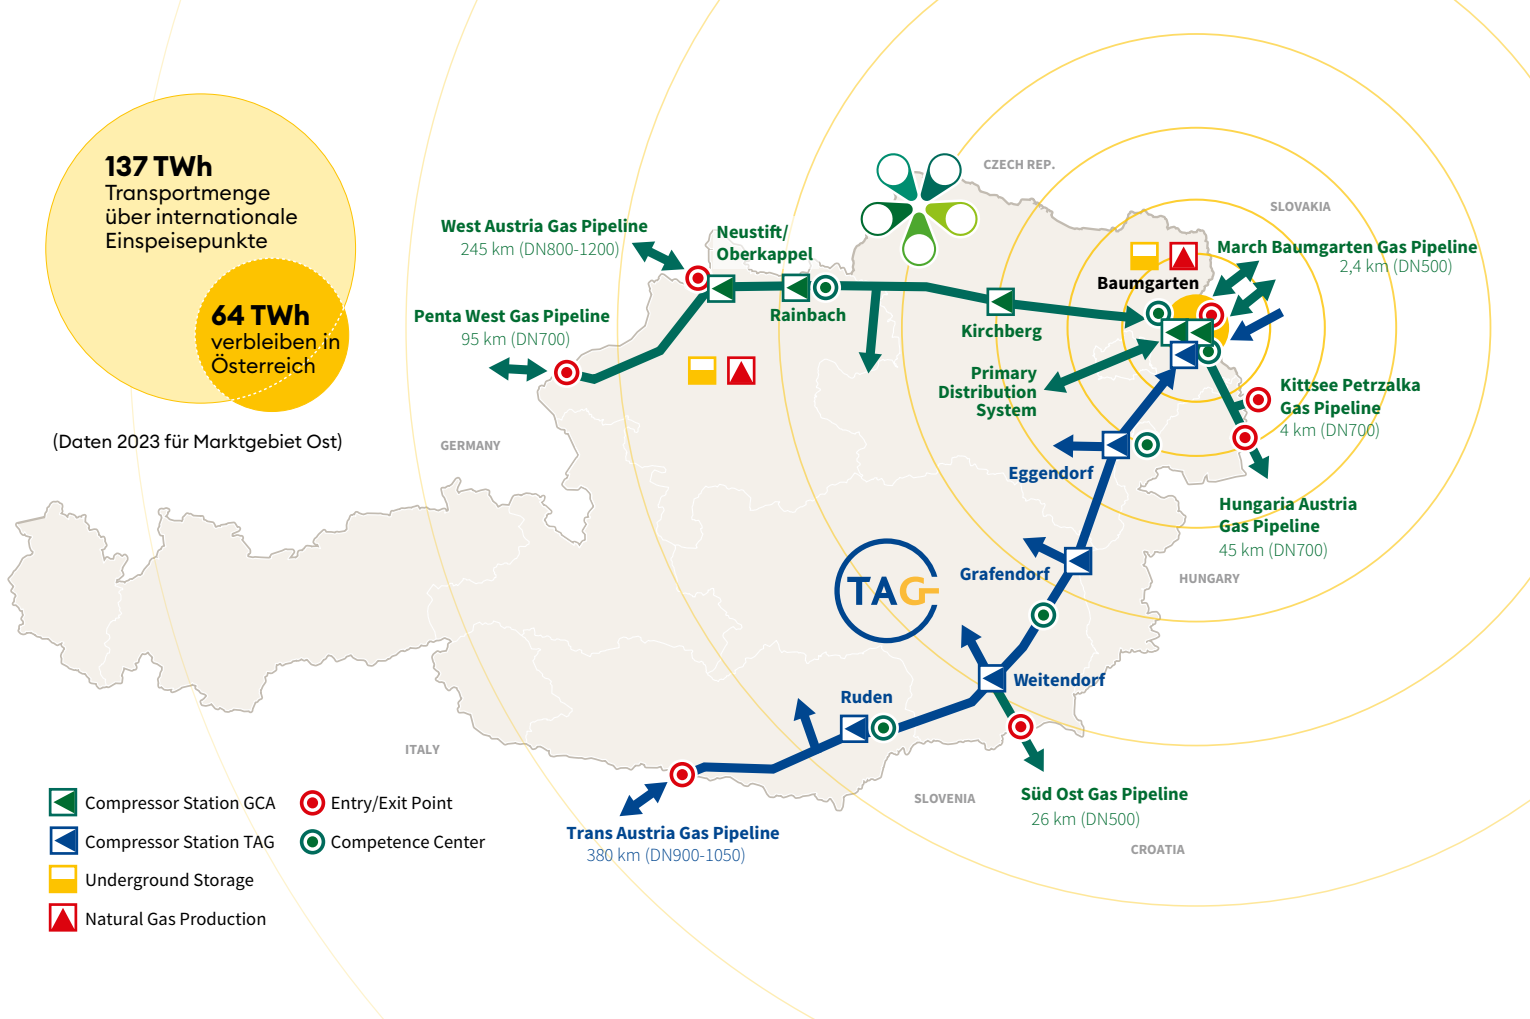 137 TWh
Transportmenge
über internationale
Einspeisepunkte
64 TWh
verbleiben in
Österreich
(Daten 2023 für Marktgebiet Ost)
CZECH REP.
SLOVAKIA
West Austria Gas Pipeline
245 km (DN800-1200)
Neustift/
Oberkappel
March Baumgarten Gas Pipeline
2,4 km (DN500)
Baumgarten
Penta West Gas Pipeline
95 km (DN700)
Rainbach
Kirchberg
Primary
Distribution
System
Kittsee Petrzalka
Gas Pipeline
4 km (DN700)
GERMANY
Eggendorf
Hungaria Austria
Gas Pipeline
45 km (DN700)
Grafendorf
HUNGARY
TAG
Weitendorf
Ruden
ITALY
SLOVENIA
Süd Ost Gas Pipeline
26 km (DN500)
CROATIA
Trans Austria Gas Pipeline
380 km (DN900-1050)
Compressor Station GCA
Entry/Exit Point
Compressor Station TAG
Competence Center
Underground Storage
Natural Gas Production